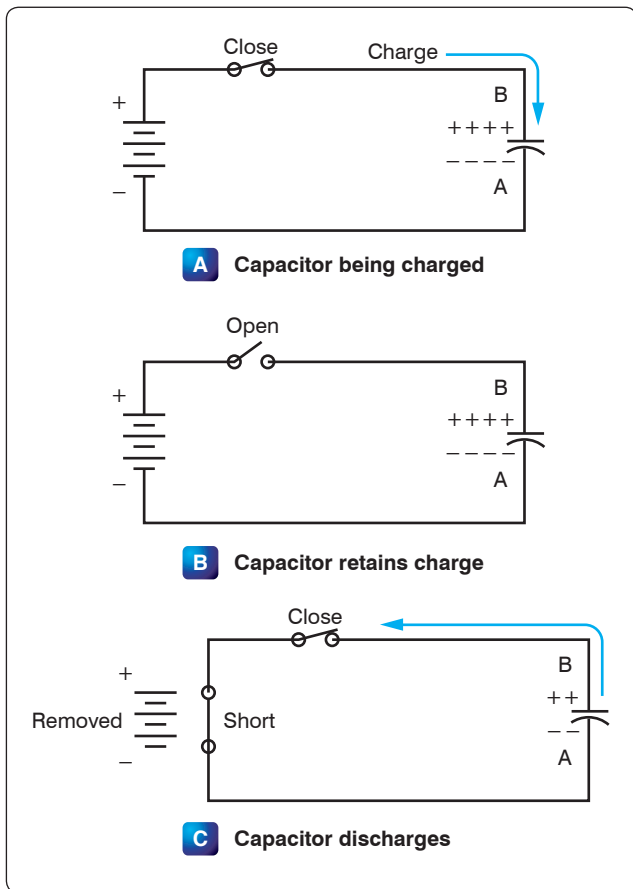 Close
Charge
B
+
++++
−−−−
−
A
A Capacitor being charged
Open
+
B
++++
−−−−
−
A
B Capacitor retains charge
Close
B
+
++
Removed
Short
−−
−
A
C Capacitor discharges